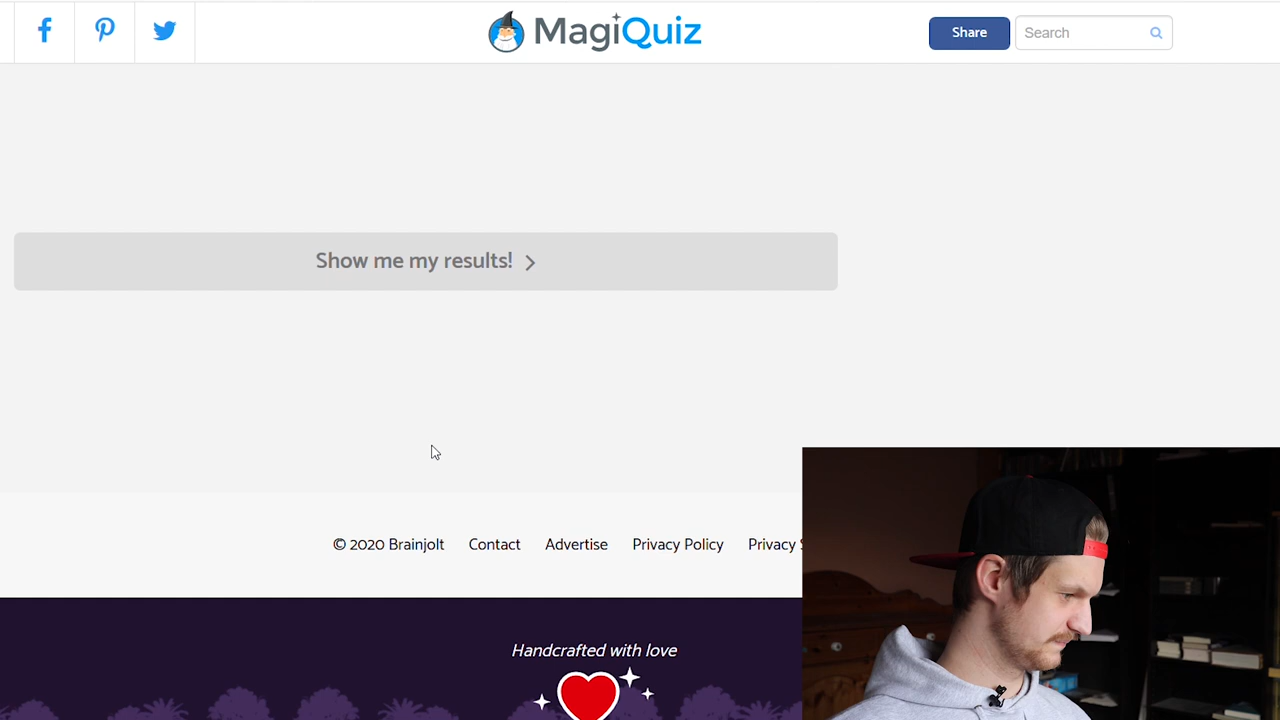 MagiQuiz
Share
Search
Show me my results!
© 2020 Brainjolt Contact Advertise Privacy Policy Privacy
Handcrafted with love